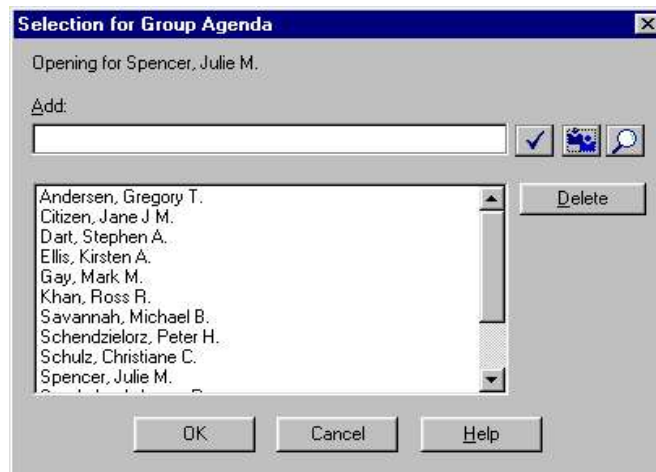 Selection for Group Agenda
Opening for Spencer, Julie M.
Add:
Andersen, Gregory T.
Citizen, Jane J M.
Dart, Stephen A.
Ellis, Kirsten A.
Gay, Mark M.
Khan, Ross R.
Savannah, Michael B.
Schendzielorz, Peter H.
Schulz, Christiane C.
Spencer, Julie M.
Delete
OK
Cancel
Help